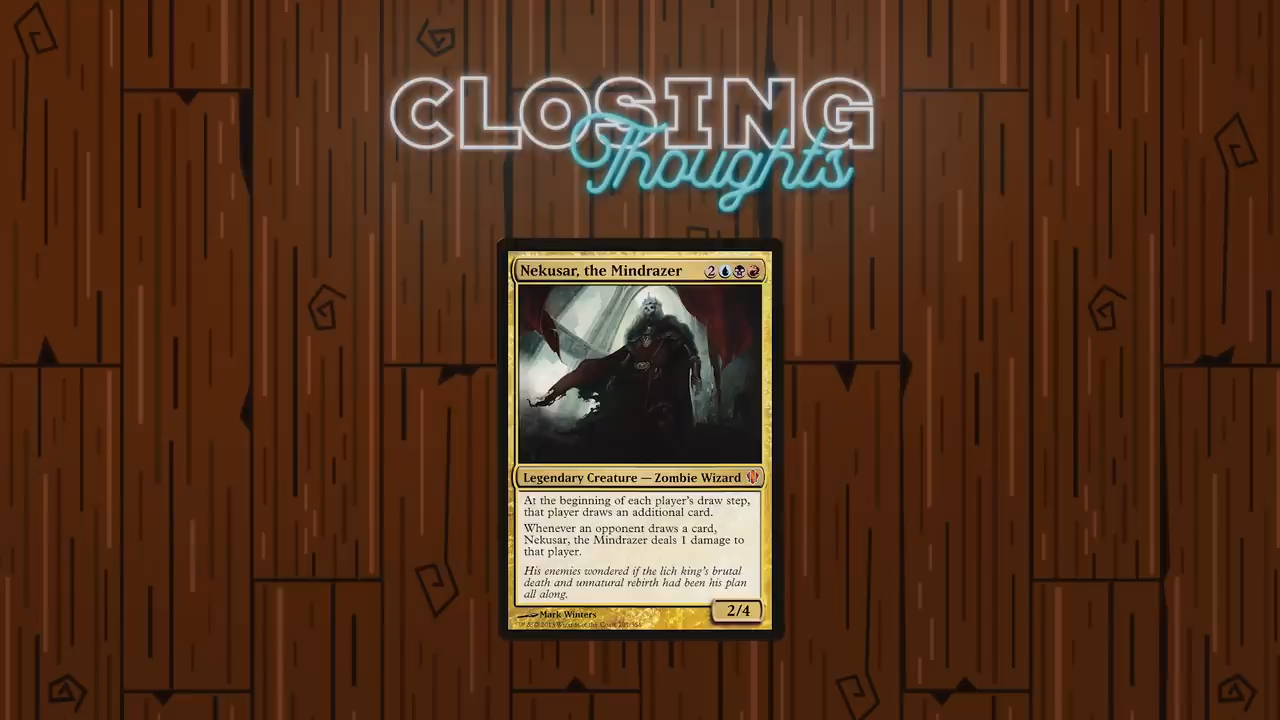 CLOSING
Thoughts
Nekusar, the Mindrazer 2
Legendary Creature — Zombie Wizard
At the beginning of each player's draw step,
that player draws an additional card.
Whenever an opponent draws a card,
Nekusar, the Mindrazer deals 1 damage to
that player.
His enemies wondered if the lich king's brutal
death and unnatural rebirth had been his plan
all along.
2/4
Mark Winters